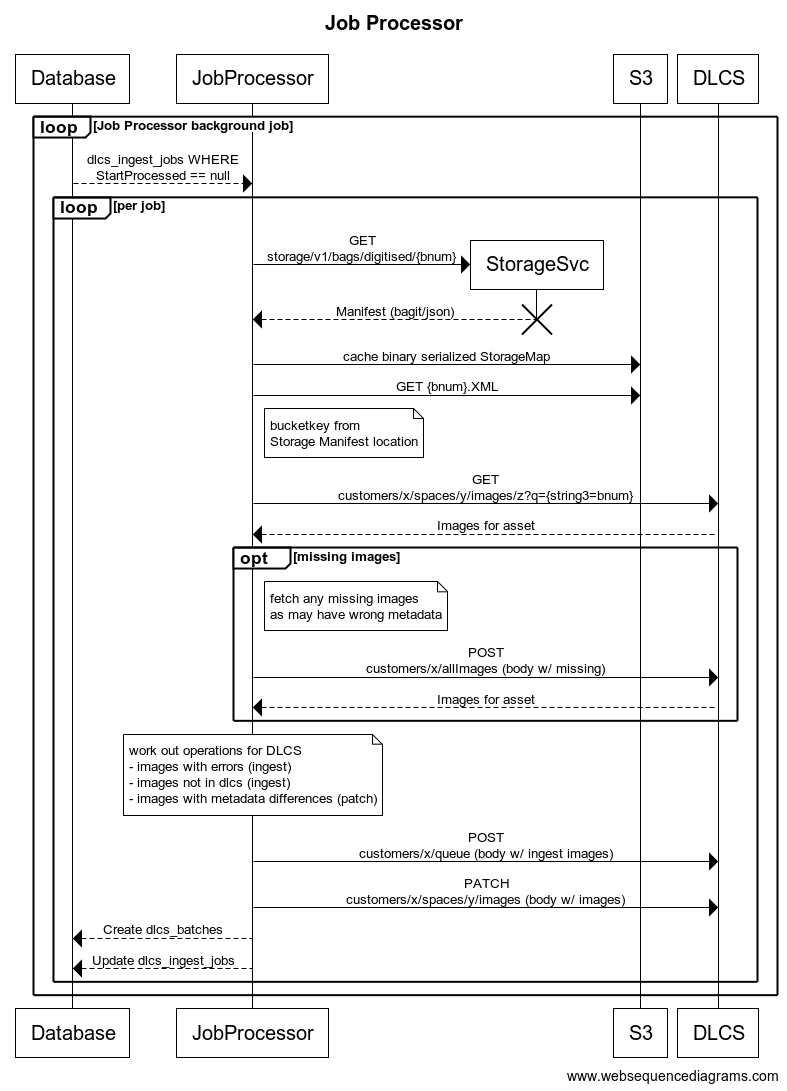 Job Processor
Database
JobProcessor
S3
DLCS
loop
[Job Processor background job]
dlcs_ingest_jobs WHERE
StartProcessed == null
loop
[per job]
GET
storage/v1/bags/digitised/{bnum}
StorageSvc
Manifest (bagit/json)
cache binary serialized StorageMap
GET {bnum}.XML
bucketkey from
Storage Manifest location
GET
customers/x/spaces/y/images/z?q={string3=bnum}
Images for asset
opt
[missing images]
fetch any missing images
as may have wrong metadata
POST
customers/x/allImages (body w/ missing)
Images for asset
work out operations for DLCS
- images with errors (ingest)
- images not in dlcs (ingest)
- images with metadata differences (patch)
POST
customers/x/queue (body w/ ingest images)
PATCH
customers/x/spaces/y/images (body w/ images)
Create dlcs_batches
Update dlcs_ingest_jobs
Database
JobProcessor
S3
DLCS
www.websequencediagrams.com